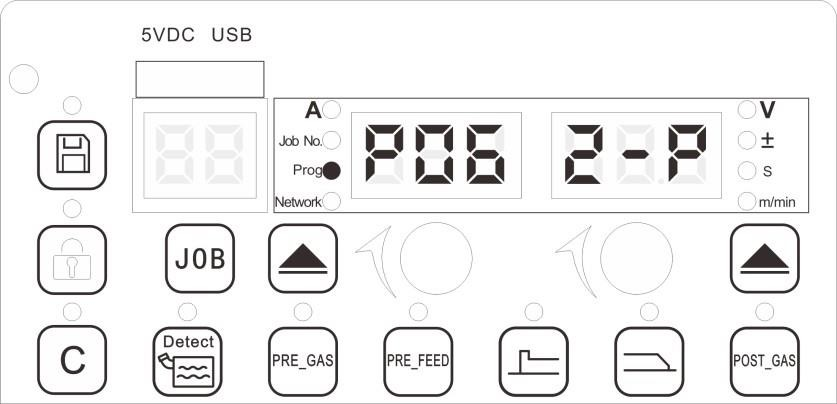 5VDC USB
A
V
Job No.
±
Prog
P06 2-P
S
Network
m/min
JOB
C
Detect
PRE_GAS
PRE_FEED
POST_GAS